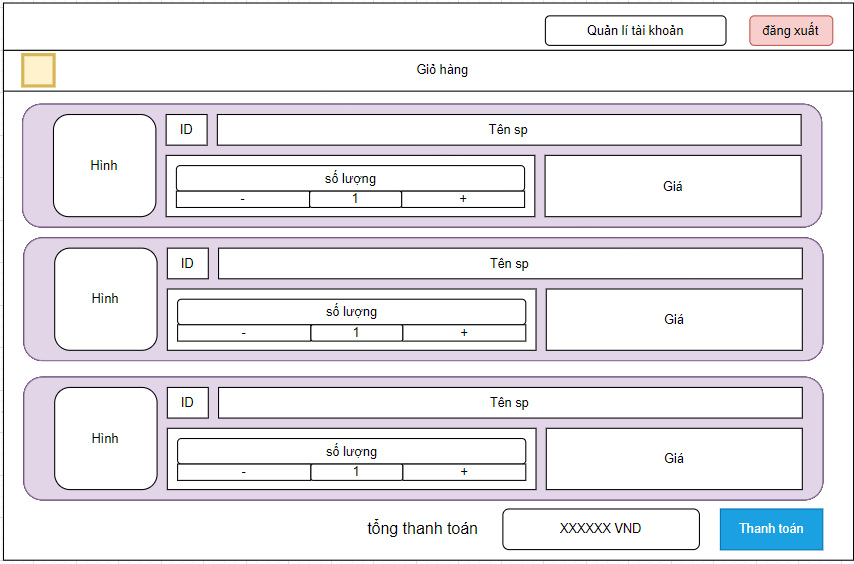 Quản lí tài khoản
đăng xuất
Giỏ hàng
Hình
ID
Tên sp
số lượng
- 1 +
Giá
Hình
ID
Tên sp
số lượng
- 1 +
Giá
Hình
ID
Tên sp
số lượng
- 1 +
Giá
tổng thanh toán
XXXXXX VND
Thanh toán